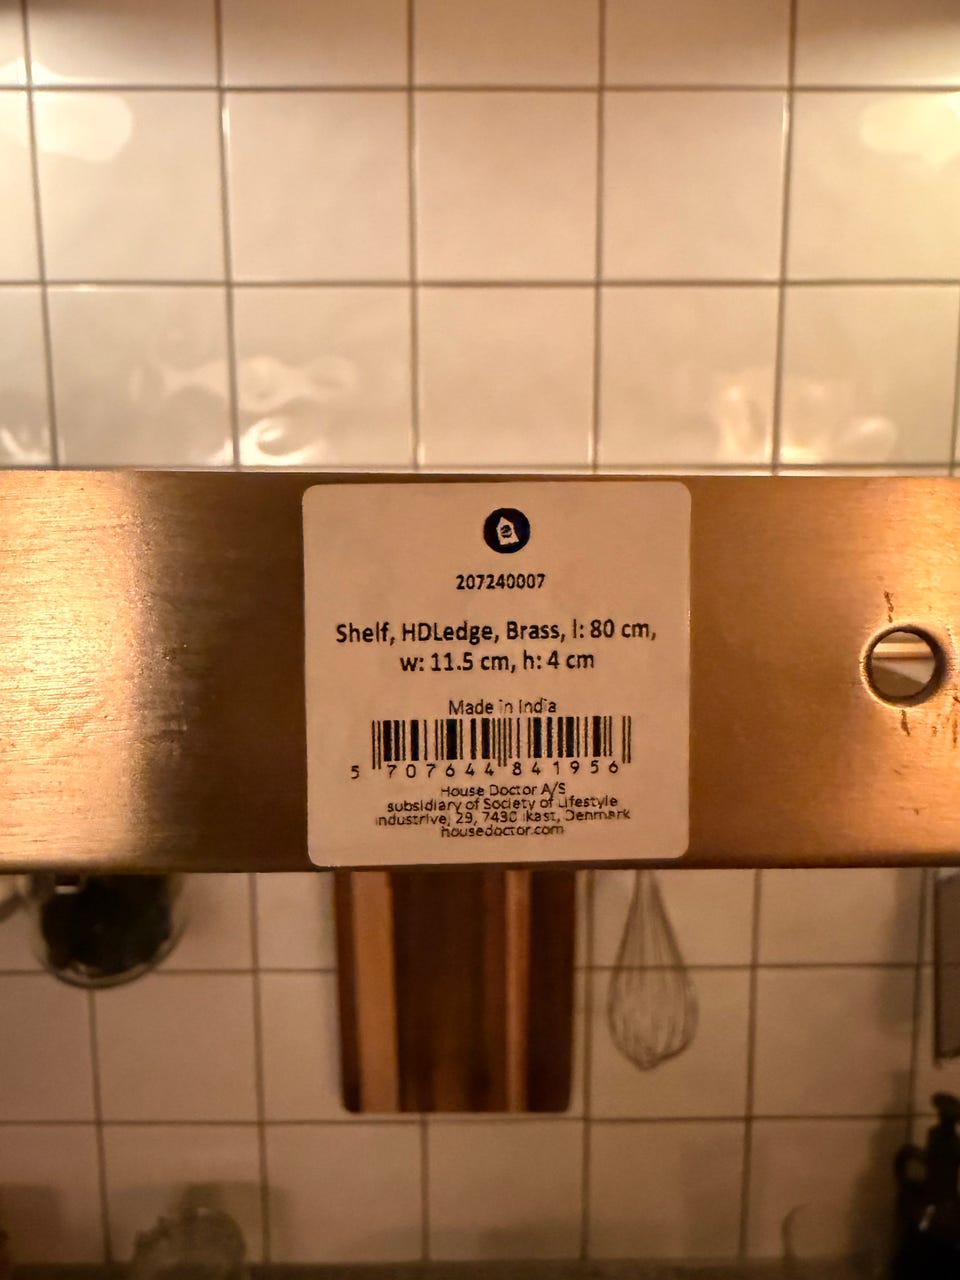 207240007
Shelf, HDLedge, Brass, l: 80 cm,
w: 11.5 cm, h: 4 cm
Made in India
5 707644 841956
House Doctor A/S
subsidiary of Society of Lifestyle
Industrivej 29, 7430 Ikast, Denmark
housedoctor.com